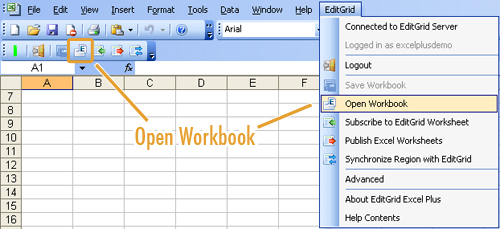 Edit View Insert Format Tools Data Window Help EditGrid
Arial
A1 fx
A B C D E F
7
8
9
10
11
12
13
14
15
16
Open Workbook
Connected to EditGrid Server
Logged in as excelplusdemo
Logout
Save Workbook
Open Workbook
Subscribe to EditGrid Worksheet
Publish Excel Worksheets
Synchronize Region with EditGrid
Advanced
About EditGrid Excel Plus
Help Contents